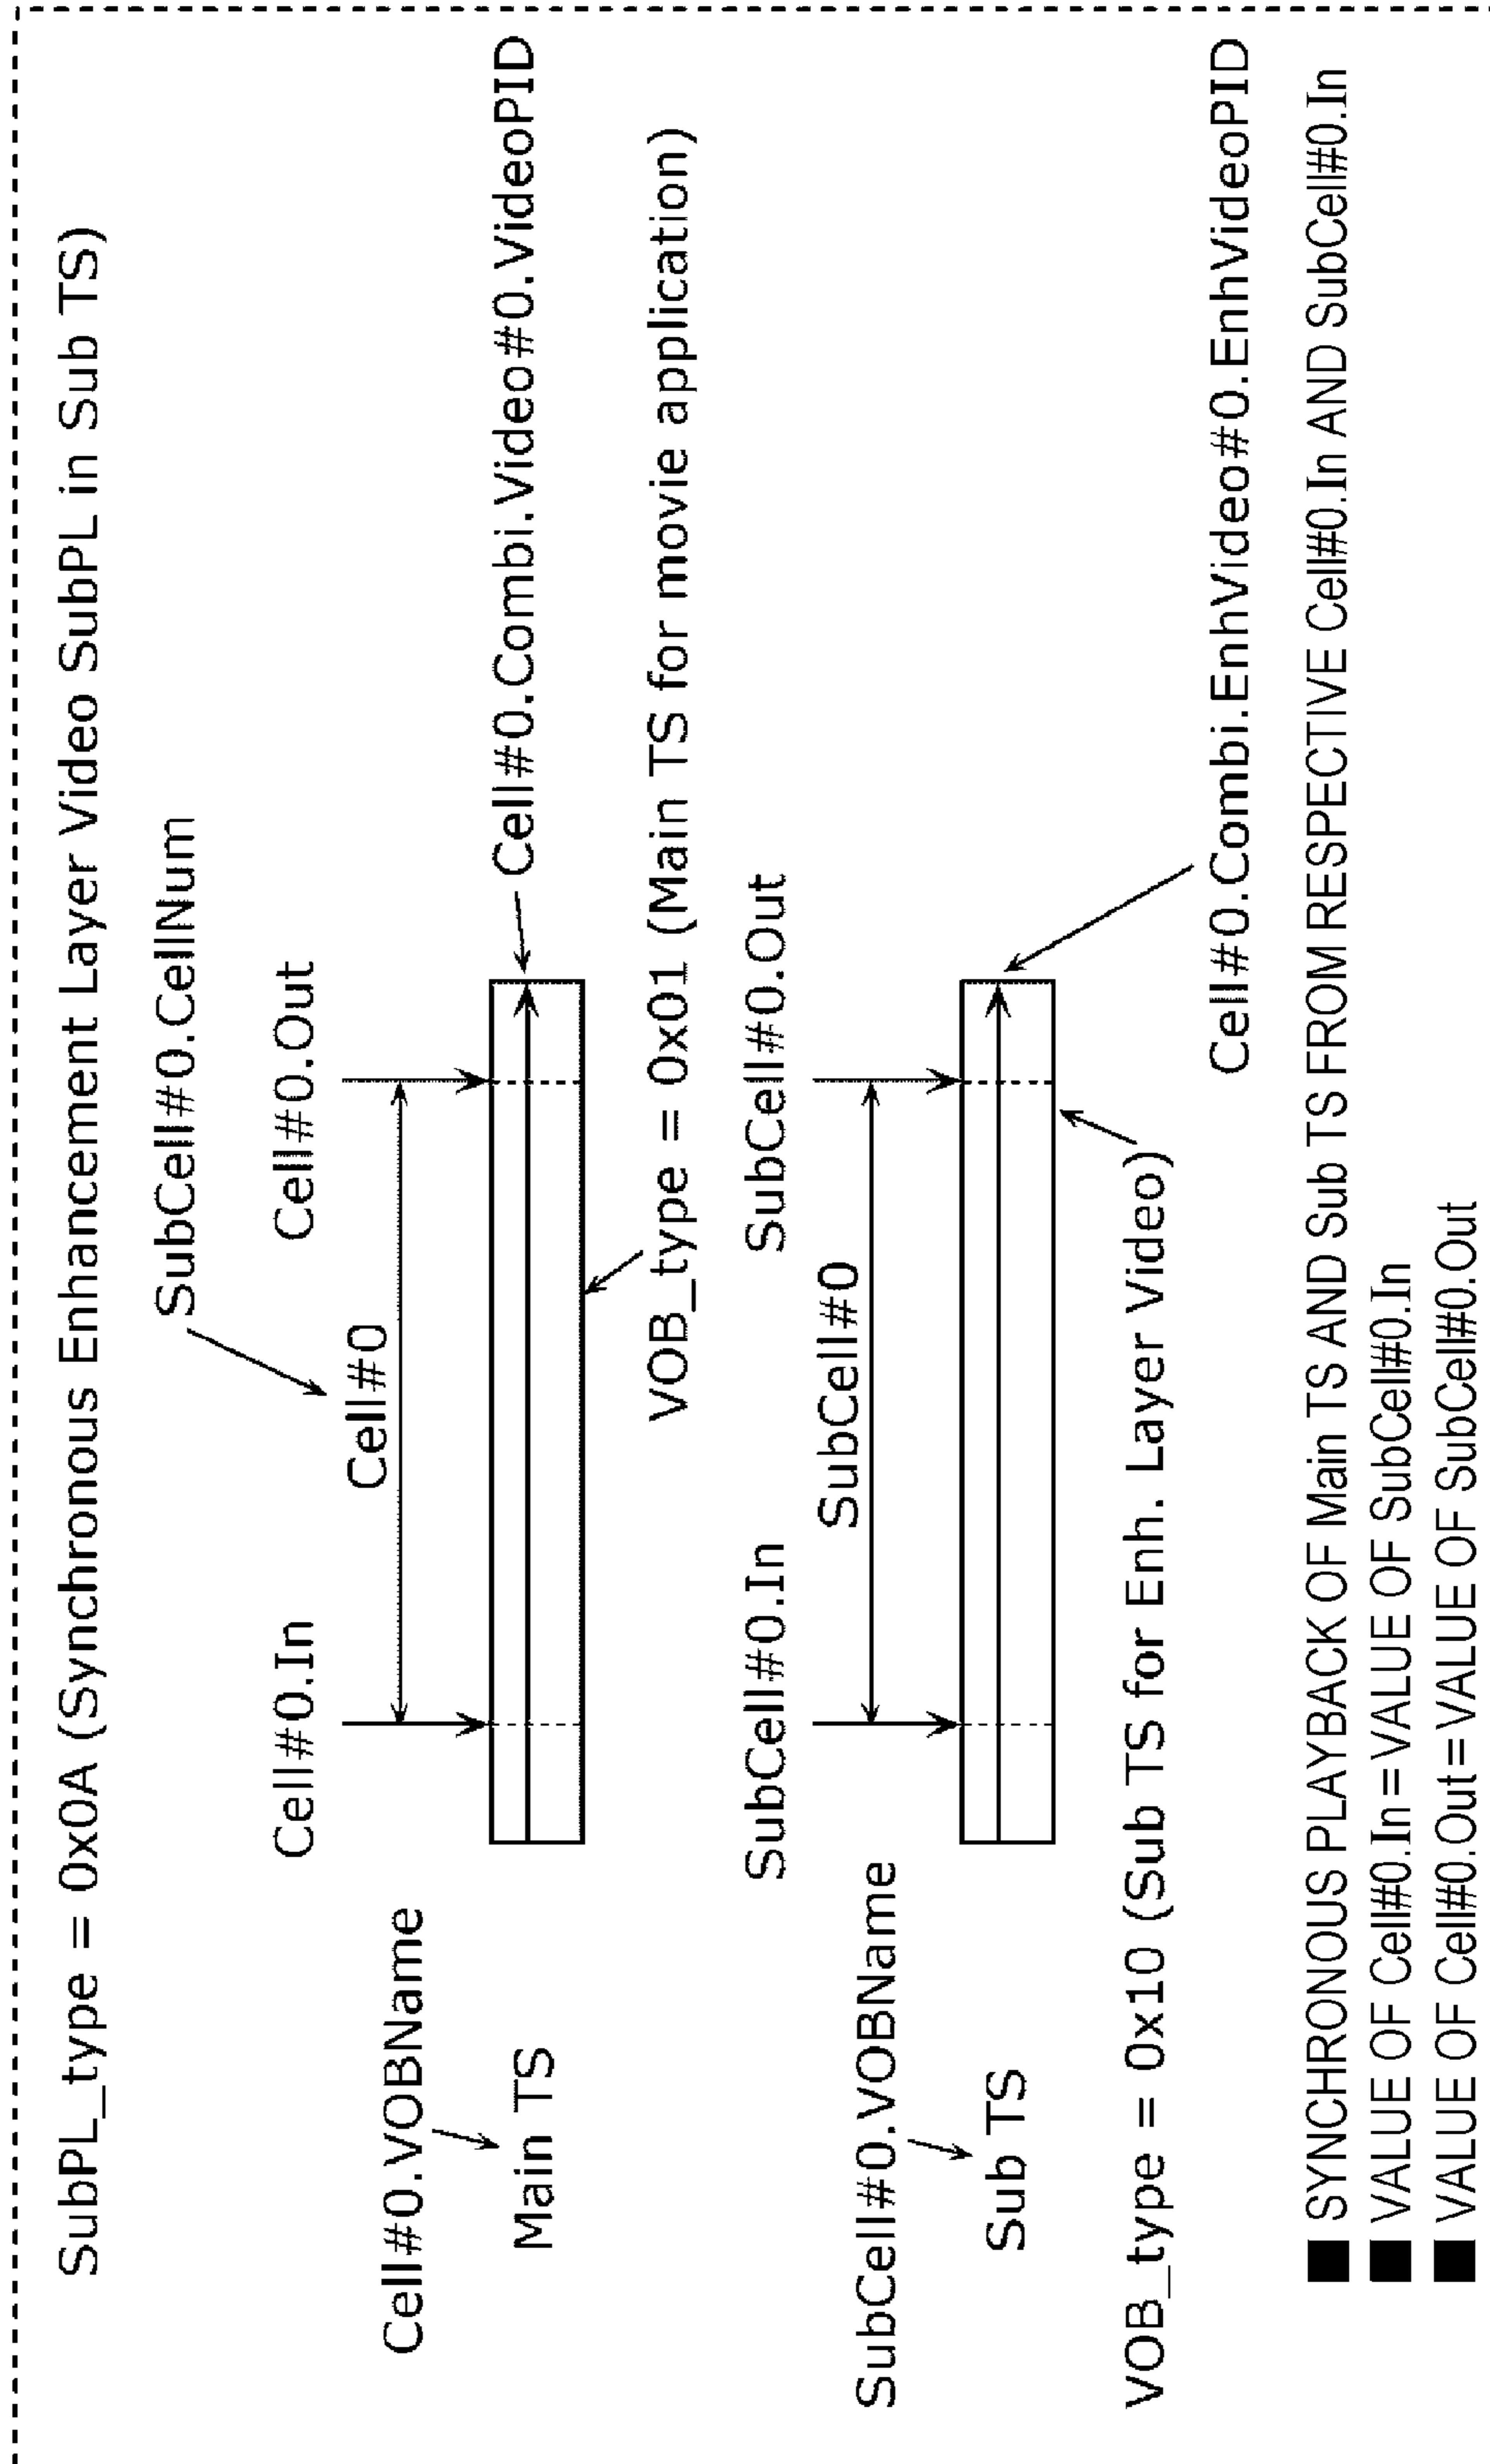 SubPL_type = 0x0A (Synchronous Enhancement Layer Video SubPL in Sub TS)
SubCell#0.CellNum
Cell#0.In
Cell#0.Out
Cell#0
Cell#0.VOBName
Main TS
Cell#0.Combi.Video#0.VideoPID
VOB_type = 0x01 (Main TS for movie application)
SubCell#0.In
SubCell#0.Out
SubCell#0
SubCell#0.VOBName
Sub TS
VOB_type = 0x10 (Sub TS for Enh. Layer Video)
Cell#0.Combi.EnhVideo#0.EnhVideoPID
■ SYNCHRONOUS PLAYBACK OF Main TS AND Sub TS FROM RESPECTIVE Cell#0.In AND SubCell#0.In
■ VALUE OF Cell#0.In=VALUE OF SubCell#0.In
■ VALUE OF Cell#0.Out=VALUE OF SubCell#0.Out